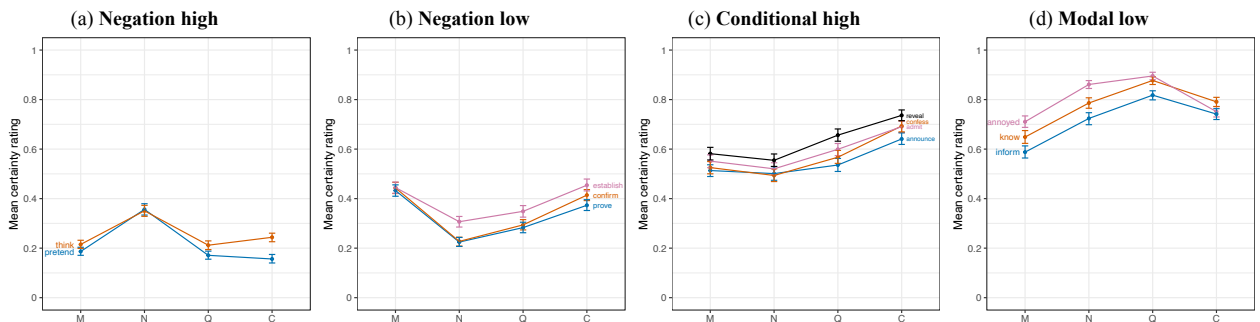 (a) Negation high
Mean certainty rating
1
0.8
0.6
0.4
0.2
0
think
pretend
M N Q C
(b) Negation low
Mean certainty rating
1
0.8
0.6
0.4
0.2
0
establish
confirm
prove
M N Q C
(c) Conditional high
Mean certainty rating
1
0.8
0.6
0.4
0.2
0
reveal
confess
admit
announce
M N Q C
(d) Modal low
Mean certainty rating
1
0.8
0.6
0.4
0.2
0
annoyed
know
inform
M N Q C